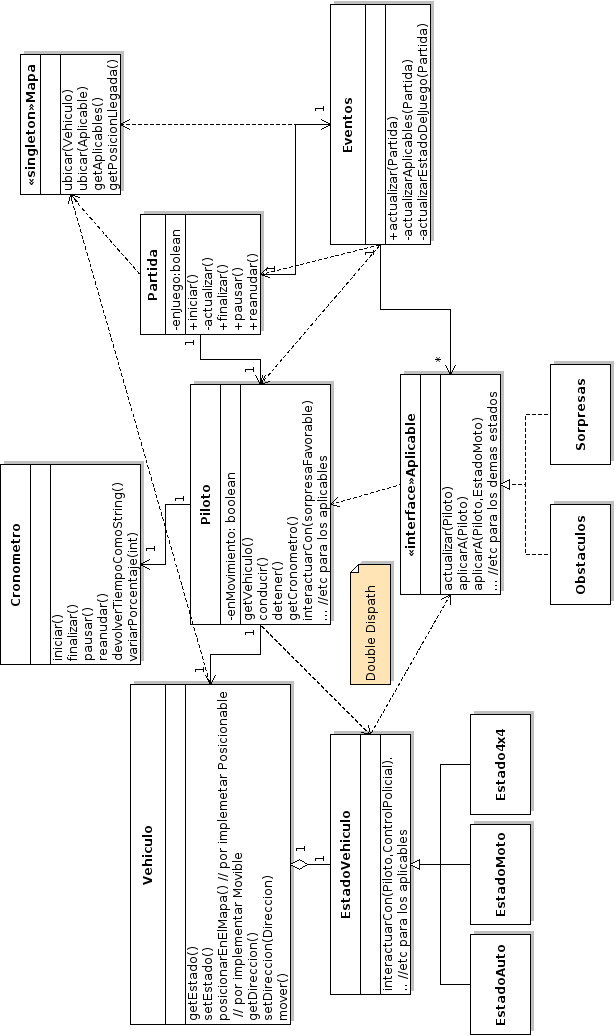 Cronometro
iniciar()
finalizar()
pausar()
reanudar()
devolverTiempoComoString()
variarPorcentaje(int)
«singleton»Mapa
ubicar(Vehiculo)
ubicar(Aplicable)
getAplicables()
getPosicionLlegada()
Vehiculo
getEstado()
setEstado()
posicionarEnElMapa() // por implemetar Posicionable
// por implementar Movible
getDireccion()
setDireccion(Direccion)
mover()
1
1
Partida
-enJuego:bolean
+iniciar()
-actualizar()
+finalizar()
+pausar()
+reanudar()
1
1
Piloto
-enMovimiento: boolean
getVehiculo()
conducir()
detener()
getCronometro()
interactuarCon(sorpresaFavorable)
... //etc para los aplicables
1
1
1
1
1
1
Eventos
+actualizar(Partida)
-actualizarAplicables(Partida)
-actualizarEstadoDelJuego(Partida)
1
1
*
EstadoVehiculo
interactuarCon(Piloto,ControlPolicial).
.. //etc para los aplicables
Double Dispath
«interface»Aplicable
actualizar(Piloto)
aplicarA(Piloto)
aplicarA(Piloto,EstadoMoto)
... //etc para los demas estados
EstadoAuto
EstadoMoto
Estado4x4
Obstaculos
Sorpresas